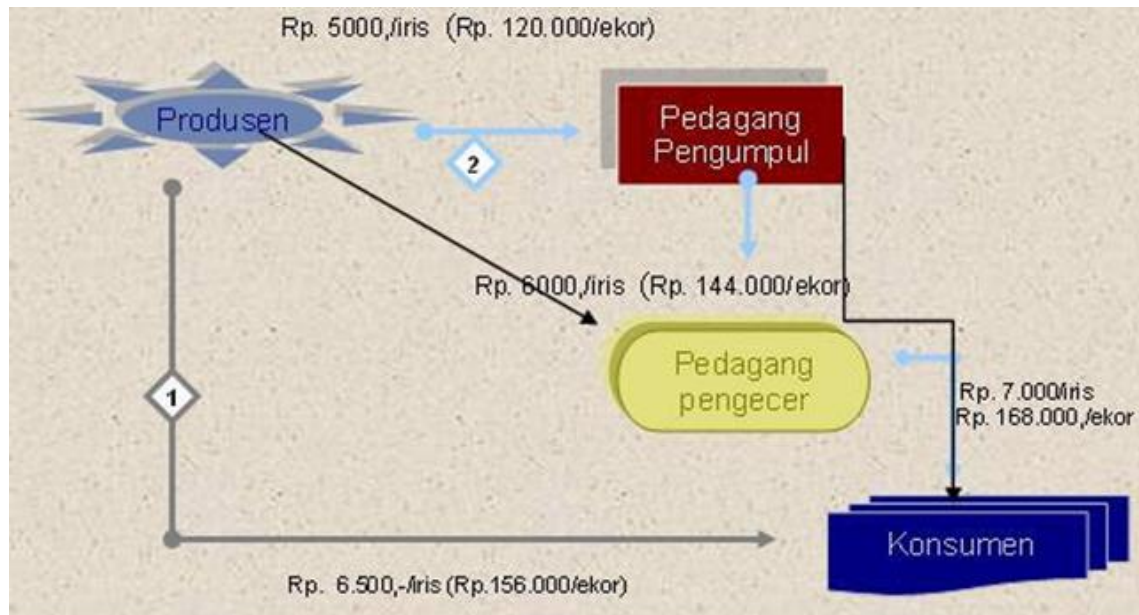 Rp. 5000,/iris (Rp. 120.000/ekor)
Produsen
Pedagang
Pengumpul
2
Rp. 6000,/iris (Rp. 144.000/ekor)
Pedagang
pengecer
1
Rp. 7.000/iris
Rp. 168.000,/ekor
Konsumen
Rp. 6.500,-/iris (Rp.156.000/ekor)